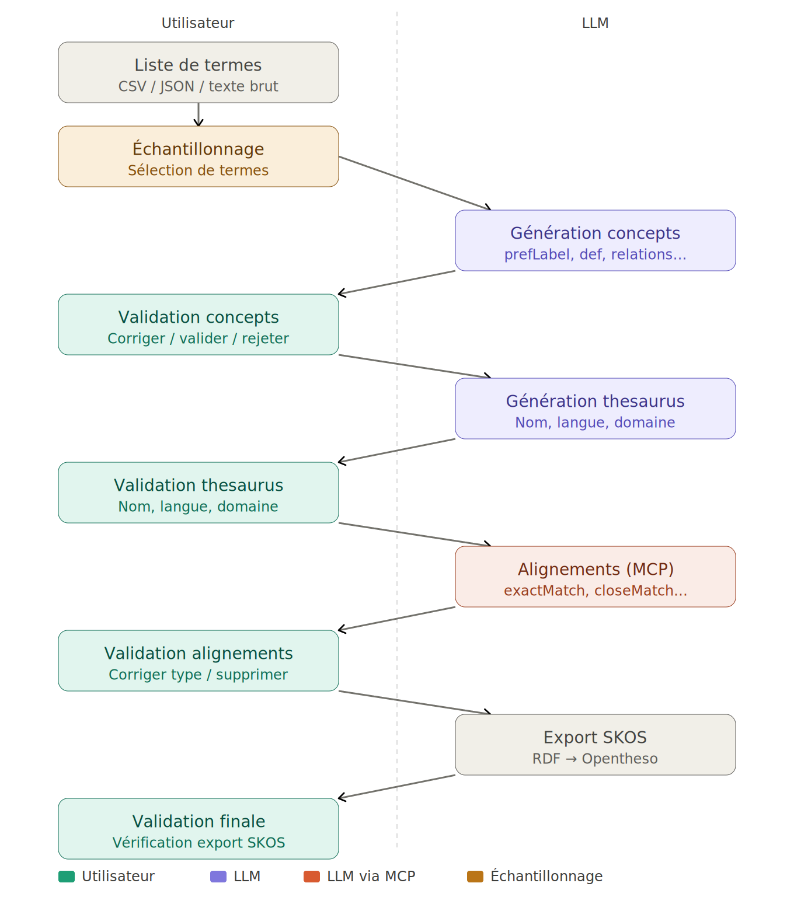 Utilisateur
LLM
Liste de termes
CSV / JSON / texte brut
Échantillonnage
Sélection de termes
Génération concepts
prefLabel, def, relations…
Validation concepts
Corriger / valider / rejeter
Génération thesaurus
Nom, langue, domaine
Validation thesaurus
Nom, langue, domaine
Alignements (MCP)
exactMatch, closeMatch…
Validation alignements
Corriger type / supprimer
Export SKOS
RDF → Opentheso
Validation finale
Vérification export SKOS
Utilisateur
LLM
LLM via MCP
Échantillonnage